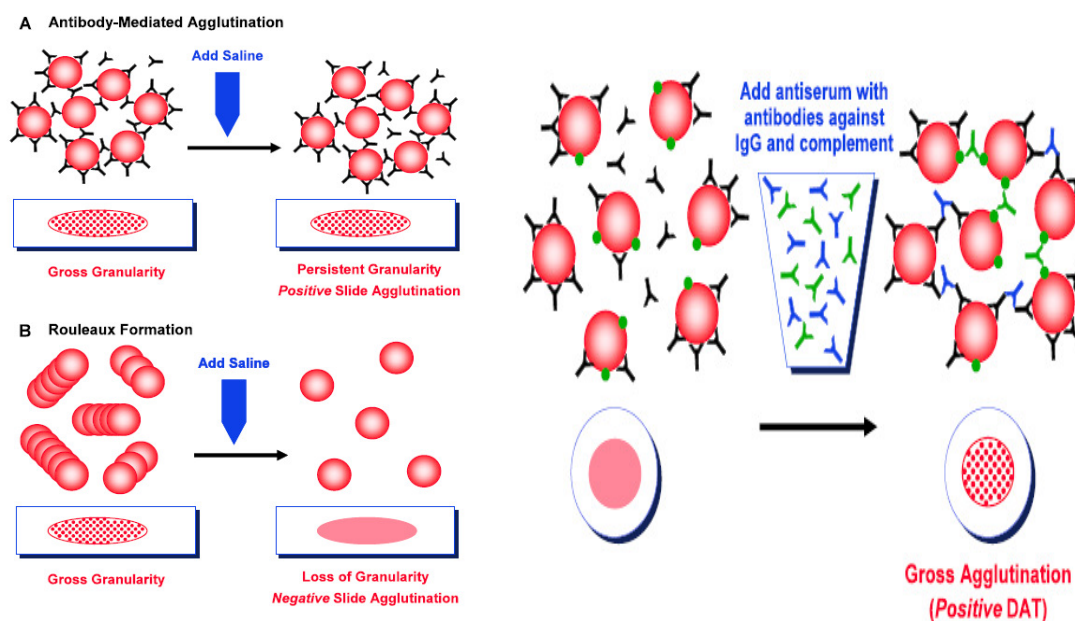 A Antibody-Mediated Agglutination
Add Saline
Gross Granularity
Persistent Granularity
Positive Slide Agglutination
B Rouleaux Formation
Add Saline
Gross Granularity
Loss of Granularity
Negative Slide Agglutination
Add antiserum with
antibodies against
IgG and complement
Gross Agglutination
(Positive DAT)